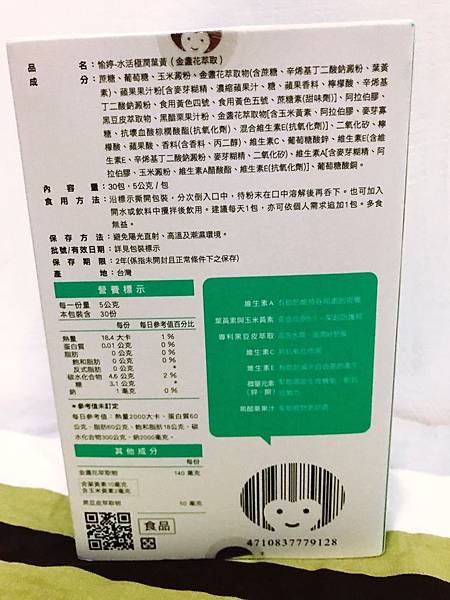 品名：愉婷-水活極潤葉黃（金盞花萃取）
成分：蔗糖、葡萄糖、玉米澱粉、金盞花萃取物[含蔗糖、辛烯基丁二酸鈉澱粉、葉黃
素]、蘋果果汁粉[含麥芽糊精、濃縮蘋果汁、糖、蘋果香料、檸檬酸、辛烯基
丁二酸鈉澱粉、食用黃色四號、食用黃色五號、蔗糖素(甜味劑)]、阿拉伯膠、
黑豆皮萃取物、黑醋栗果汁粉、金盞花萃取物[含玉米黃素、阿拉伯膠、麥芽寡
糖、抗壞血酸棕櫚酸酯(抗氧化劑)、混合維生素E(抗氧化劑)]、二氧化矽、檸
檬酸、蘋果酸、香料(含香料、丙二醇)、維生素C、葡萄糖酸鋅、維生素E[含維
生素E、辛烯基丁二酸鈉澱粉、麥芽糊精、二氧化矽]、維生素A[含麥芽糊精、阿
拉伯膠、玉米澱粉、維生素A醋酸酯、維生素E(抗氧化劑)]、葡萄糖酸銅。
內容量：30包，5公克/包
食用方法：沿標示撕開包裝，分次倒入口中，待粉末在口中溶解後再吞下。也可加入
開水或飲料中攪拌後飲用。建議每天1包，亦可依個人需求追加1包。多食
無益。
保存方法：避免陽光直射、高溫及潮濕環境。
批號/有效日期：詳見包裝標示
保存期限：2年(係指未開封且正常條件下之保存)
產地：台灣
營養標示
每一份量 5公克
本包裝含 30份
每份 每日參考值百分比
熱量 18.4 大卡 1%
蛋白質 0.01 公克 0%
脂肪 0 公克 0%
飽和脂肪 0 公克 0%
反式脂肪 0 公克 *
碳水化合物 4.6 公克 2%
糖 3.1 公克 *
鈉 1 毫克 0%
*參考值未訂定
每日參考值：熱量2000大卡、蛋白質60
公克、脂肪60公克、飽和脂肪18公克、碳
水化合物300公克、鈉2000毫克。
其他成分
每份
金盞花萃取物 140 毫克
含葉黃素10毫克
含玉米黃素2毫克
黑豆皮萃取物 50 毫克
食品
維生素A
葉黃素與玉米黃素
專利黑豆皮萃取
維生素C
維生素E
微量元素
(鋅、銅)
黑醋栗果汁
4710837779128